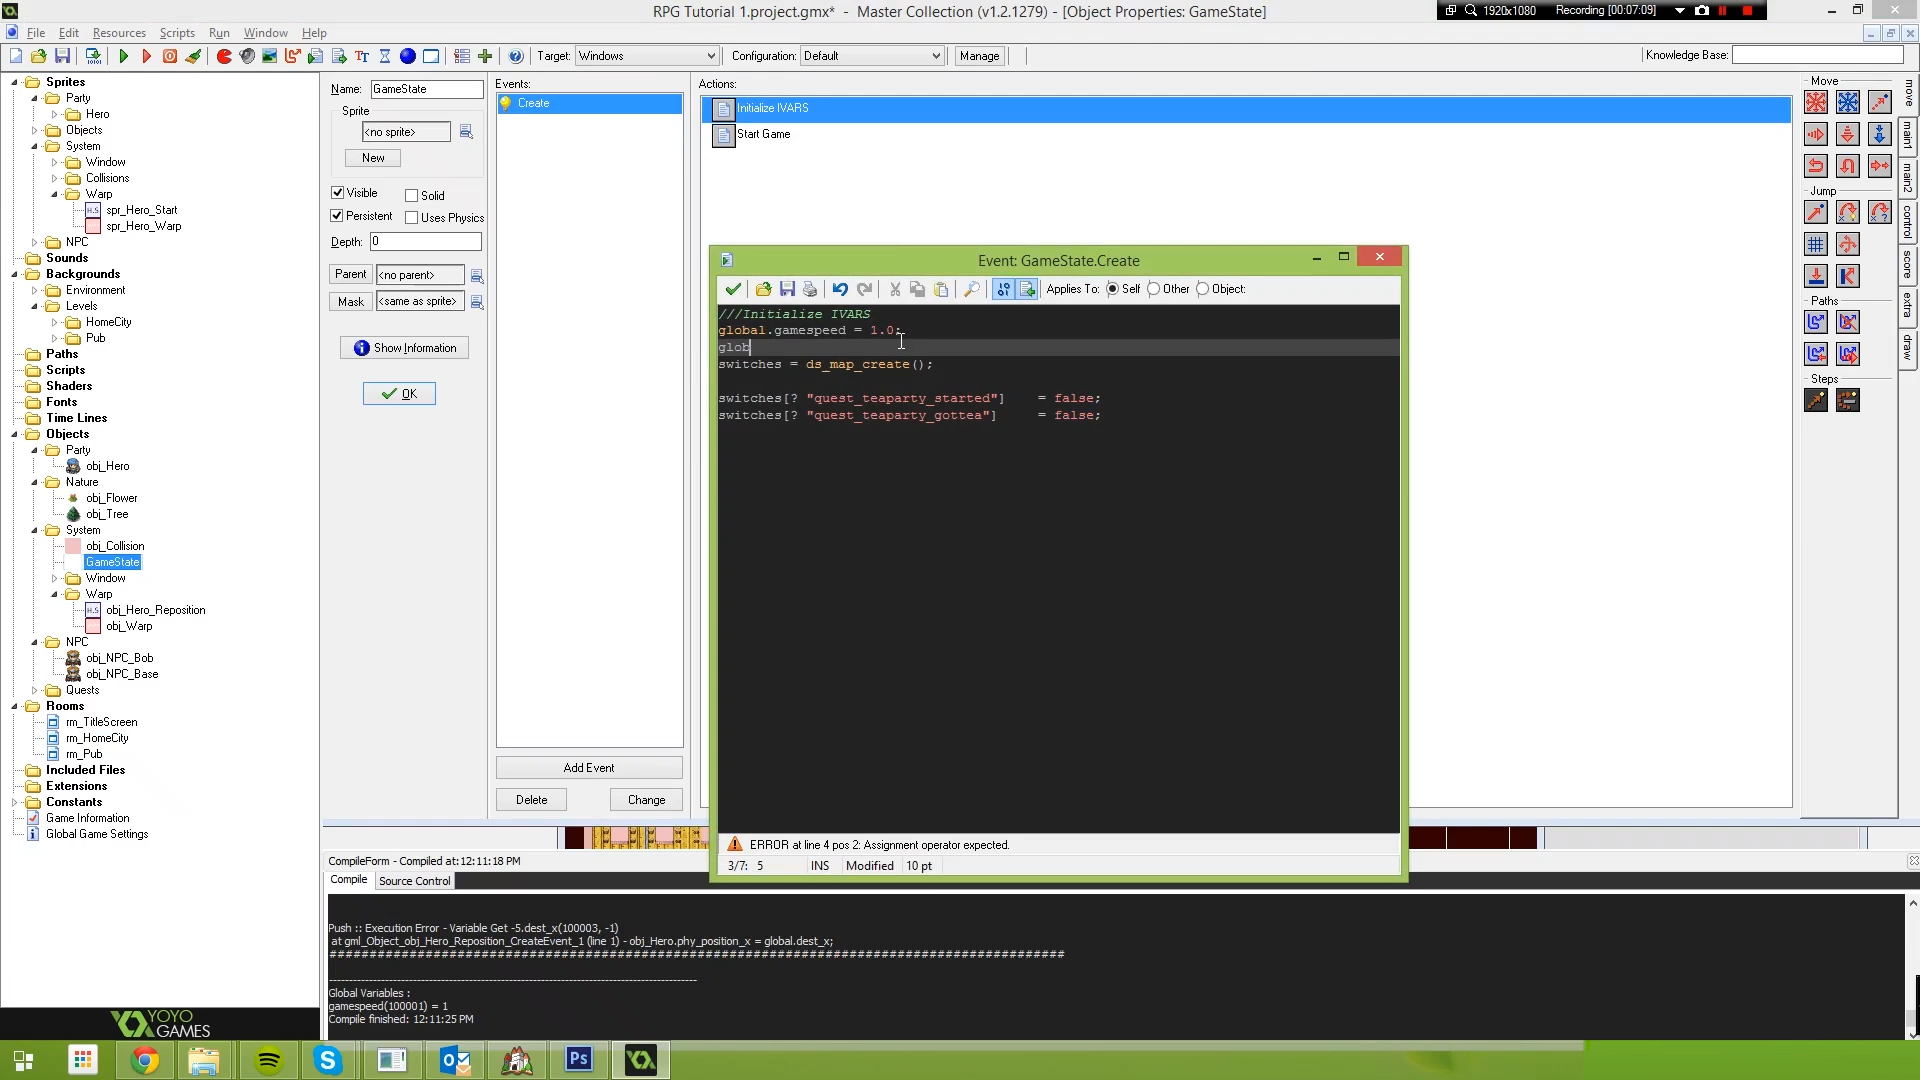 RPG Tutorial 1.project.gmx* - Master Collection (v1.2.1279) - [Object Properties: GameState]
1920x1080 Recording [00:07:09]
File Edit Resources Scripts Run Window Help
Target: Windows Configuration: Default Manage Knowledge Base:
Sprites
Party
Hero
Objects
System
Window
Collisions
Warp
spr_Hero_Start
spr_Hero_Warp
NPC
Sounds
Backgrounds
Environment
Levels
HomeCity
Pub
Paths
Scripts
Shaders
Fonts
Time Lines
Objects
Party
obj_Hero
Nature
obj_Flower
obj_Tree
System
obj_Collision
GameState
Window
Warp
obj_Hero_Reposition
obj_Warp
NPC
obj_NPC_Bob
obj_NPC_Base
Quests
Rooms
rm_TitleScreen
rm_HomeCity
rm_Pub
Included Files
Extensions
Constants
Game Information
Global Game Settings
YOYO
GAMES
Name: GameState
Sprite
<no sprite>
New
Visible Solid
Persistent Uses Physics
Depth: 0
Parent <no parent>
Mask <same as sprite>
Show Information
OK
Events:
Create
Add Event
Delete Change
Actions:
Initialize IVARS
Start Game
Event: GameState.Create
Applies To: Self Other Object:
///Initialize IVARS
global.gamespeed = 1.0;
glob
switches = ds_map_create();
switches[? "quest_teaparty_started"] = false;
switches[? "quest_teaparty_gottea"] = false;
ERROR at line 4 pos 2: Assignment operator expected.
3/7: 5 INS Modified 10 pt
Move
Jump
Paths
Steps
move
main1
main2
control
score
extra
draw
CompileForm - Compiled at:12:11:18 PM
Compile Source Control
Push :: Execution Error - Variable Get -5.dest_x(100003, -1)
at gml_Object_obj_Hero_Reposition_CreateEvent_1 (line 1) - obj_Hero.phy_position_x = global.dest_x;
Global Variables :
gamespeed(100001) = 1
Compile finished: 12:11:25 PM
Ps